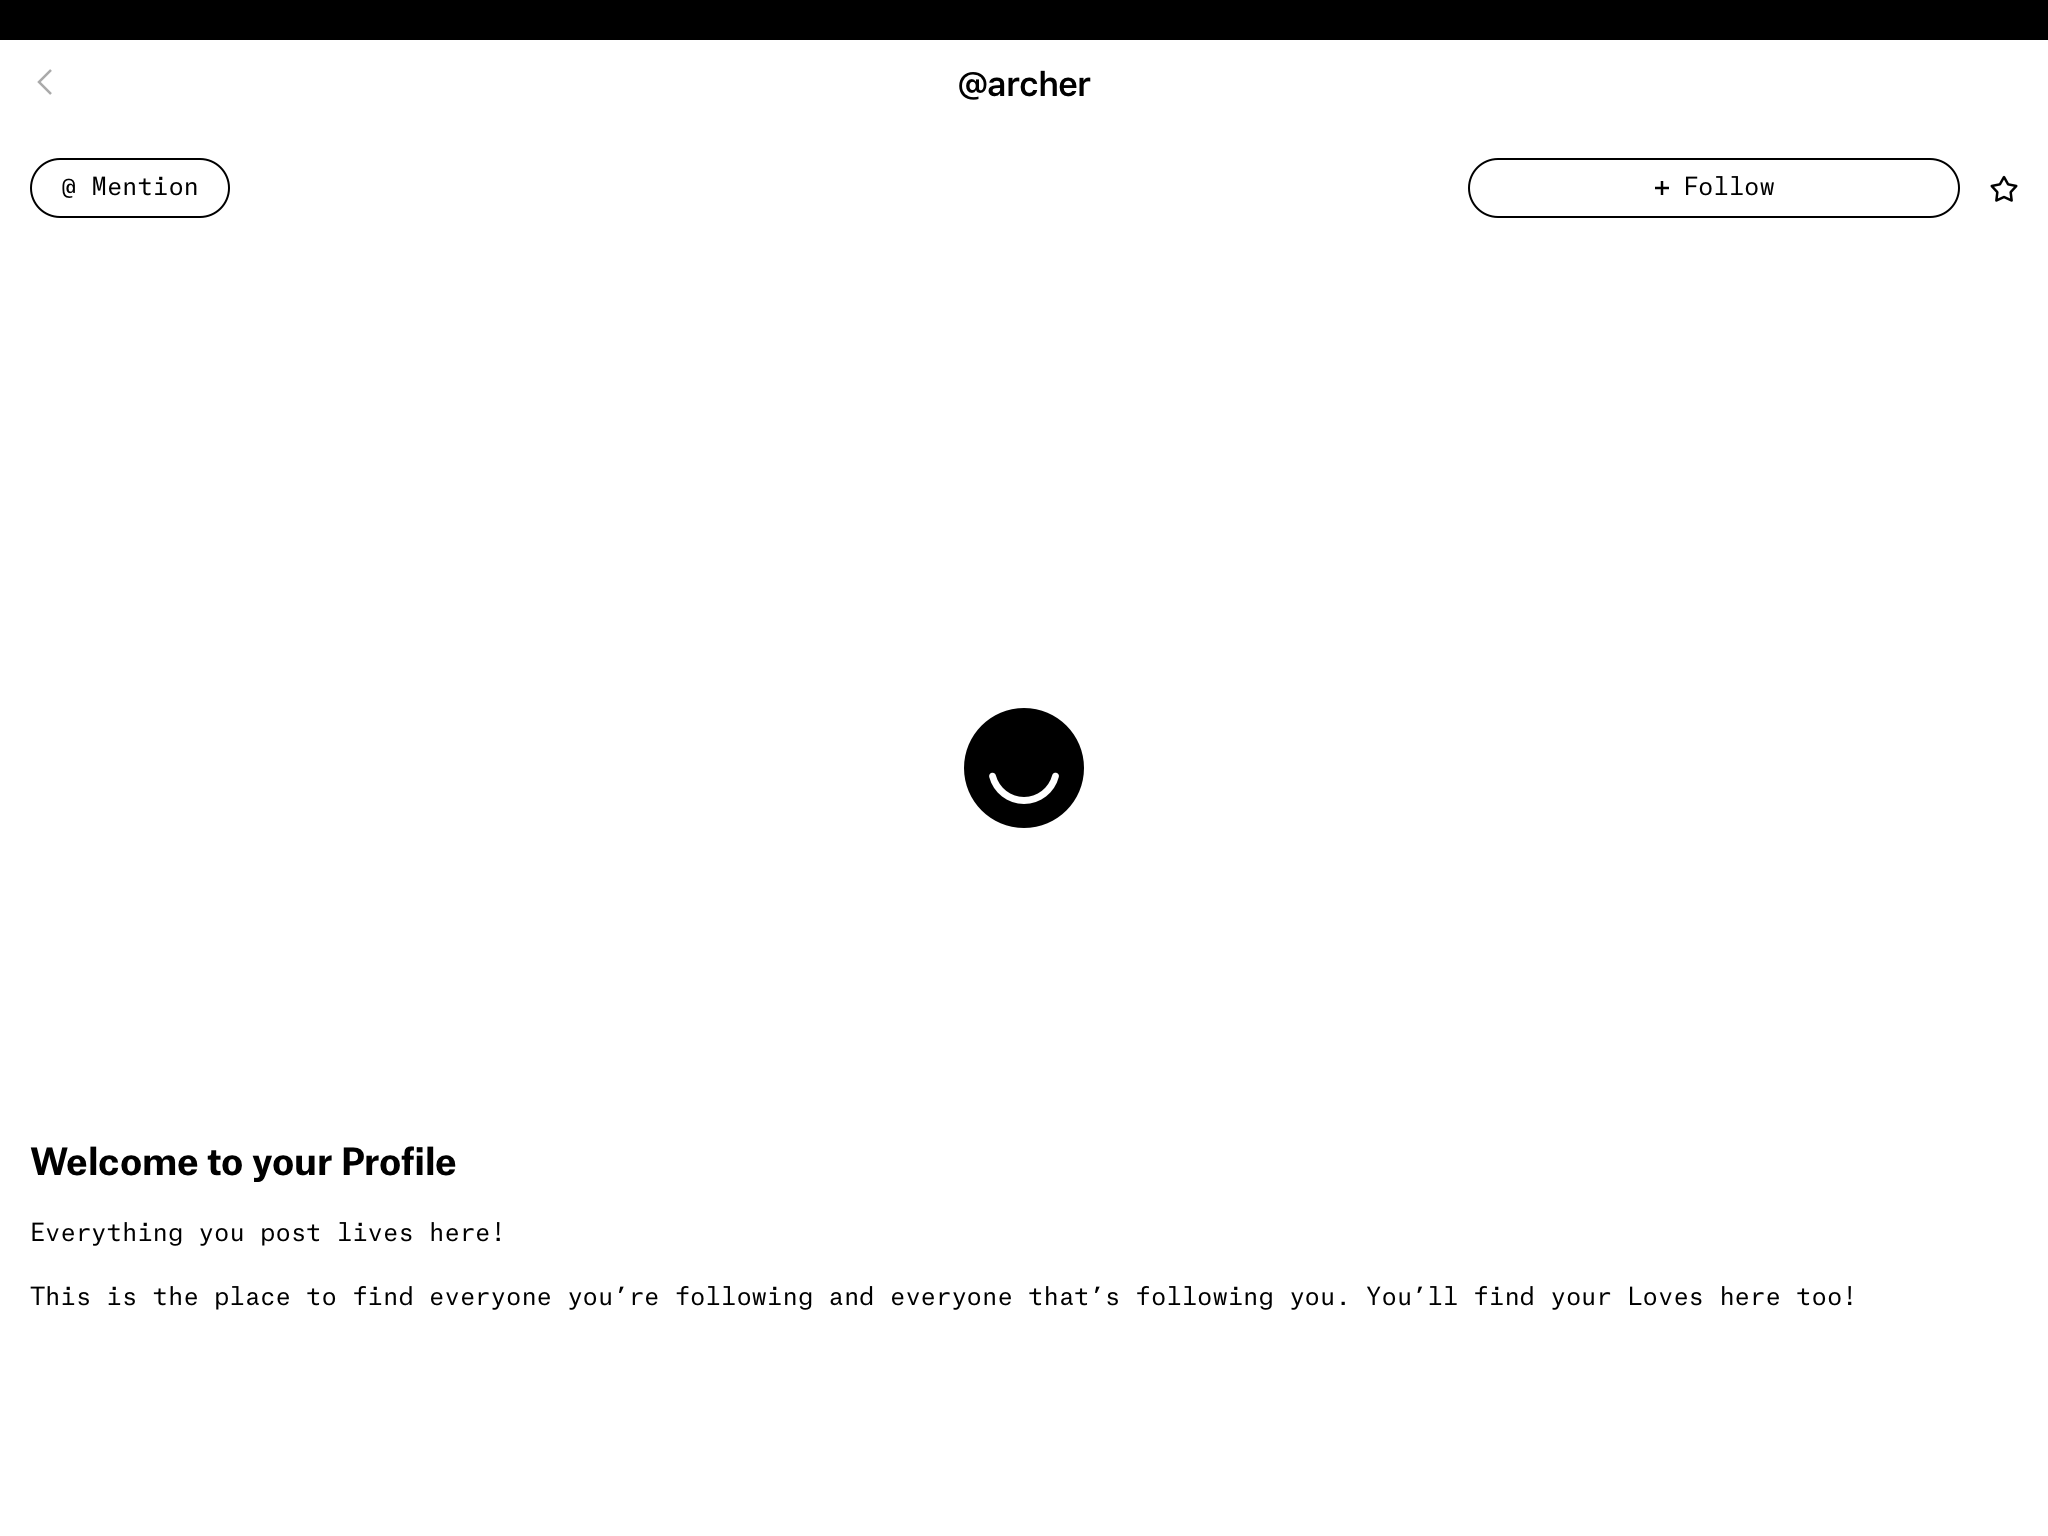 @archer
@ Mention
+ Follow
Welcome to your Profile
Everything you post lives here!
This is the place to find everyone you’re following and everyone that’s following you. You’ll find your Loves here too!